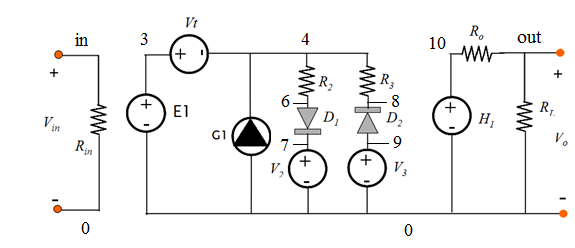 Vt
in
3
4
10
Ro
out
+
+
-
R2
R3
+
+
E1
-
6
D1
8
D2
+
H1
-
RL
Vin
Rin
G1
7
9
Vo
V2
+
-
V3
+
-
-
-
0
0